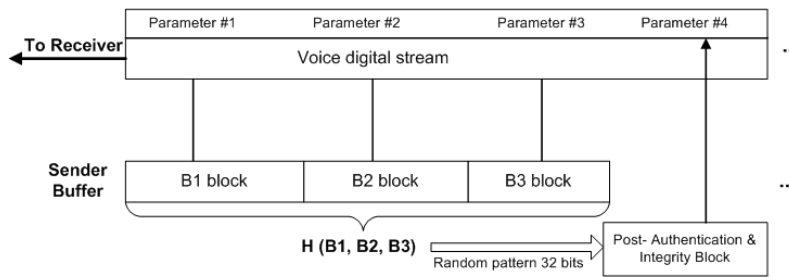 Parameter #1 Parameter #2 Parameter #3 Parameter #4
To Receiver
Voice digital stream
..
Sender
Buffer
B1 block B2 block B3 block
...
H (B1, B2, B3)
Random pattern 32 bits
Post- Authentication &
Integrity Block